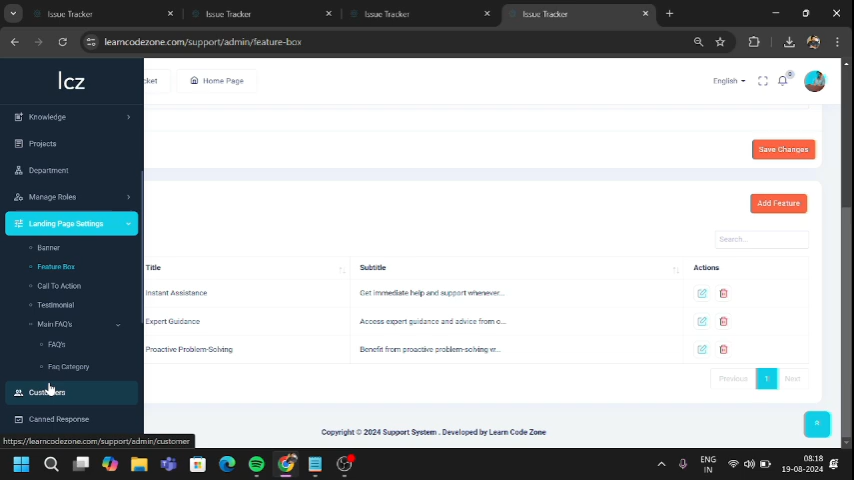 Issue Tracker
Issue Tracker
Issue Tracker
Issue Tracker
learncodezone.com/support/admin/feature-box
lcz
Knowledge
Projects
Department
Manage Roles
Landing Page Settings
Banner
Feature Box
Call To Action
Testimonial
Main FAQ's
FAQ's
Faq Category
Customers
Canned Response
https://learncodezone.com/support/admin/customer
ket
Home Page
English
0
Save Changes
Add Feature
Search...
Title Subtitle Actions
Instant Assistance Get immediate help and support whenever...
Expert Guidance Access expert guidance and advice from e...
Proactive Problem-Solving Benefit from proactive problem-solving w...
Previous 1 Next
Copyright © 2024 Support System . Developed by Learn Code Zone
ENG
IN
08:18
19-08-2024